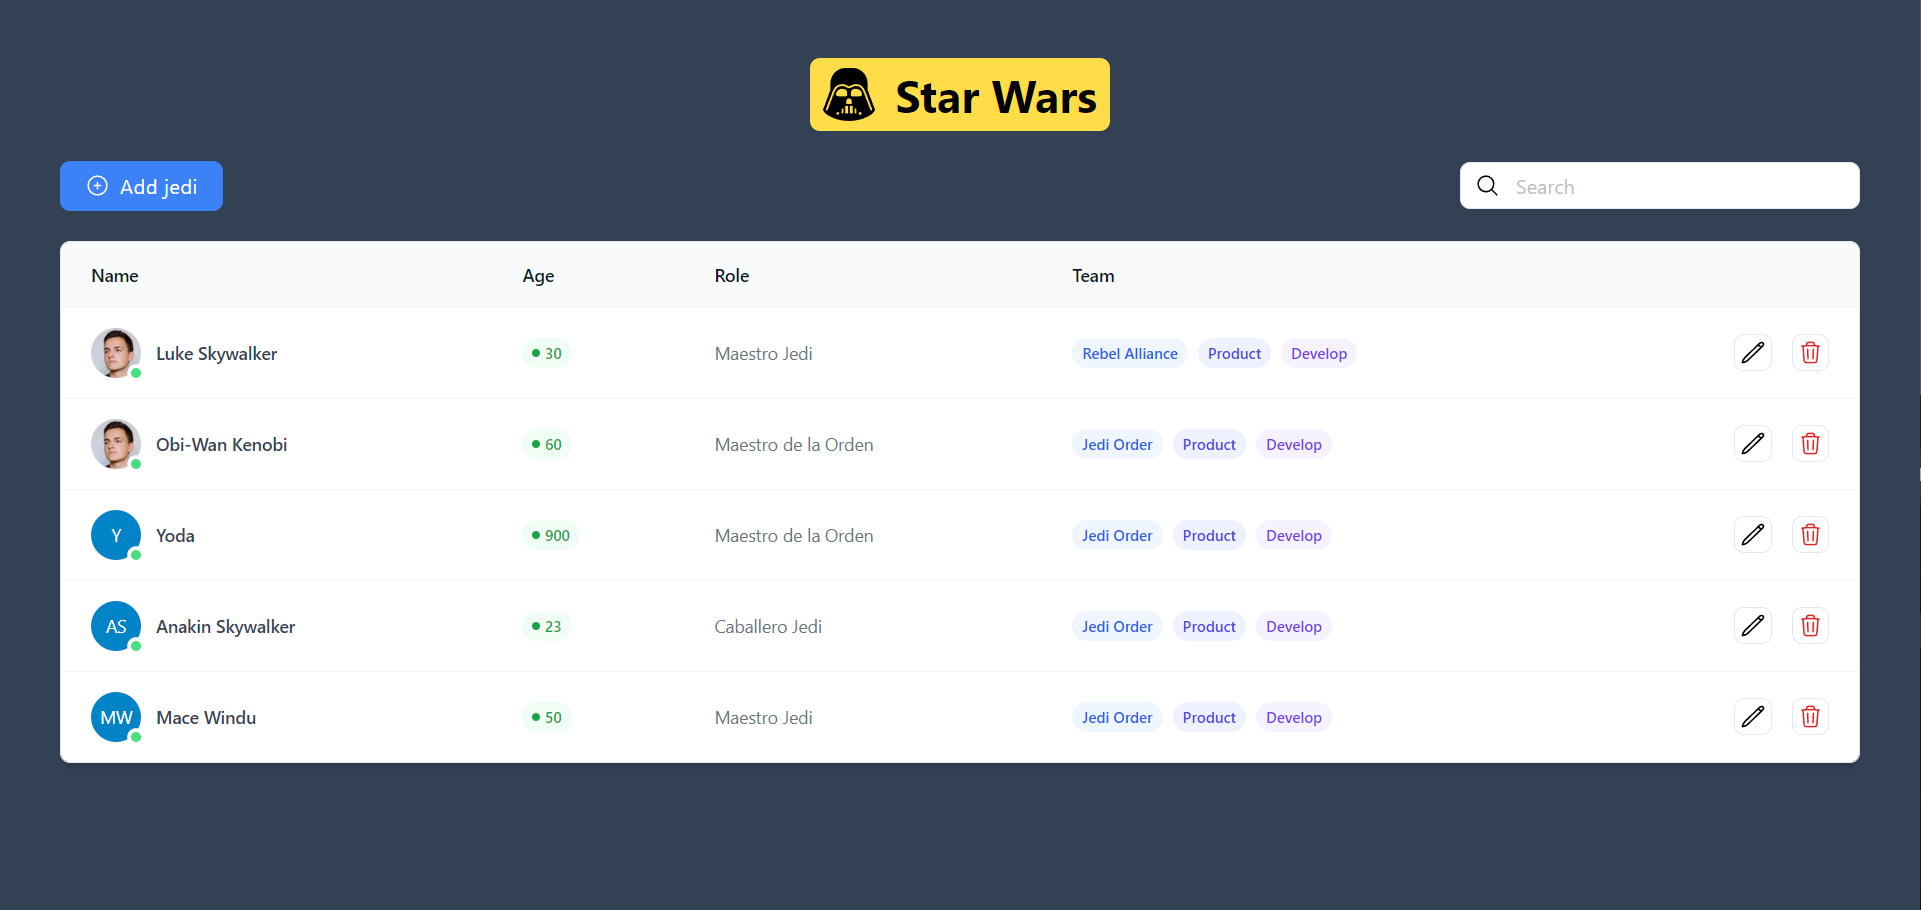 Star Wars
Add jedi
Search
Name Age Role Team
Luke Skywalker 30 Maestro Jedi Rebel Alliance Product Develop
Obi-Wan Kenobi 60 Maestro de la Orden Jedi Order Product Develop
Y Yoda 900 Maestro de la Orden Jedi Order Product Develop
AS Anakin Skywalker 23 Caballero Jedi Jedi Order Product Develop
MW Mace Windu 50 Maestro Jedi Jedi Order Product Develop